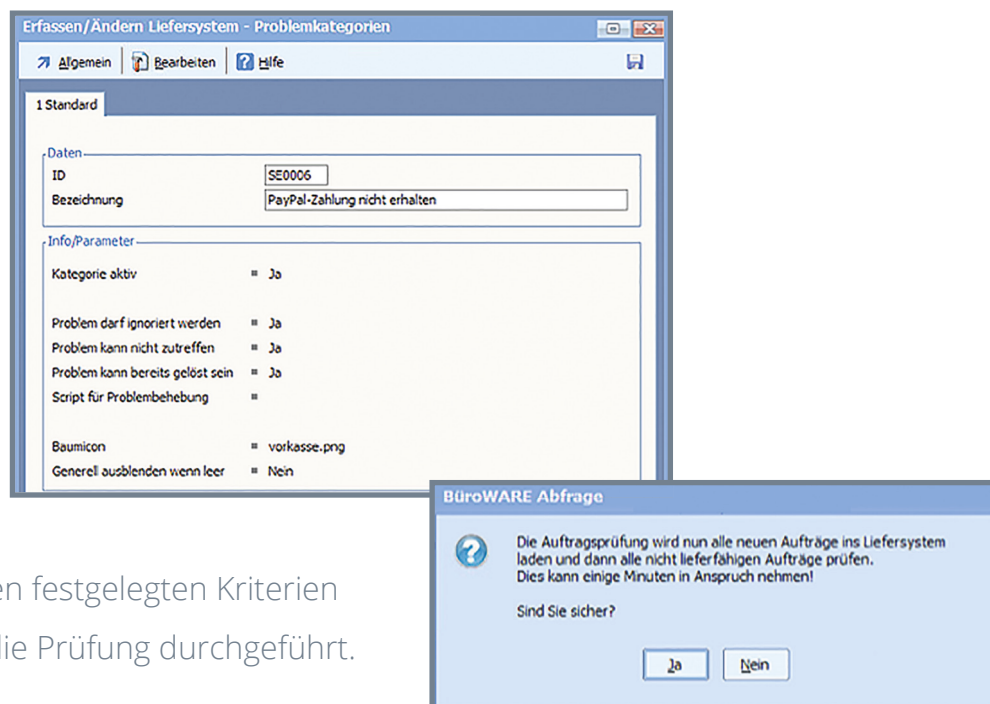 Erfassen/Ändern Liefersystem - Problemkategorien
Allgemein Bearbeiten Hilfe
1 Standard
Daten
ID SE0006
Bezeichnung PayPal-Zahlung nicht erhalten
Info/Parameter
Kategorie aktiv Ja
Problem darf ignoriert werden Ja
Problem kann nicht zutreffen Ja
Problem kann bereits gelöst sein Ja
Script für Problembehebung
Baumicon vorkasse.png
Generell ausblenden wenn leer Nein
BüroWARE Abfrage
Die Auftragsprüfung wird nun alle neuen Aufträge ins Liefersystem
laden und dann alle nicht lieferfähigen Aufträge prüfen.
Dies kann einige Minuten in Anspruch nehmen!
Sind Sie sicher?
Ja Nein
en festgelegten Kriterien
die Prüfung durchgeführt.